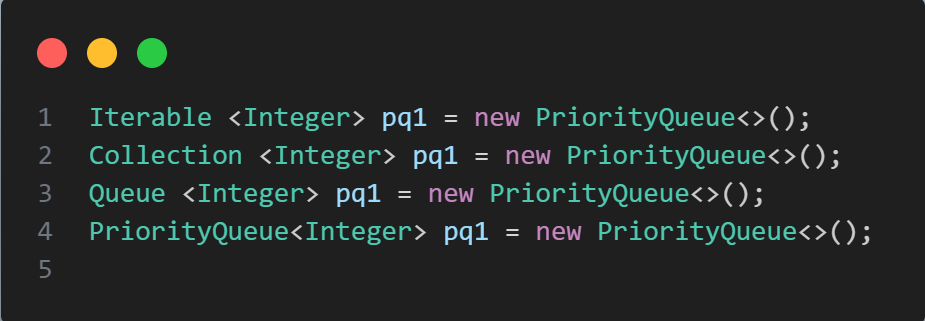 1 Iterable <Integer> pq1 = new PriorityQueue<>();
2 Collection <Integer> pq1 = new PriorityQueue<>();
3 Queue <Integer> pq1 = new PriorityQueue<>();
4 PriorityQueue<Integer> pq1 = new PriorityQueue<>();
5